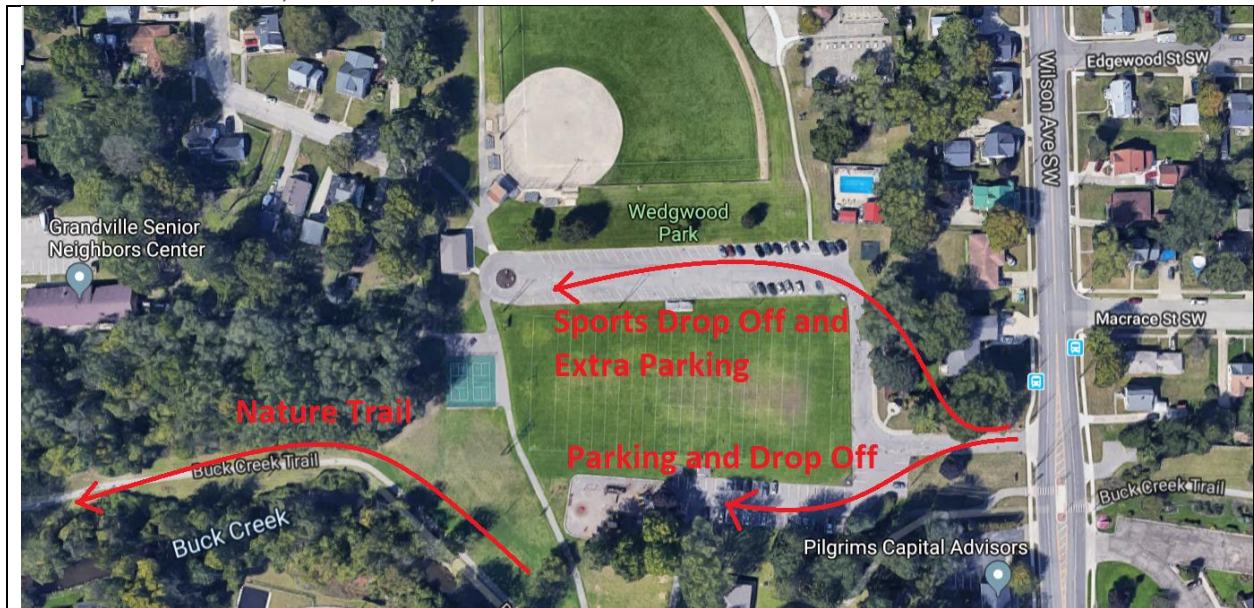 Edgewood St SW
Wilson Ave SW
Wedgwood
Park
Grandville Senior
Neighbors Center
Macrace St SW
Sports Drop Off and
Extra Parking
Nature Trail
Parking and Drop Off
Buck Creek Trail
Buck Creek Trail
Buck Creek
Pilgrims Capital Advisors